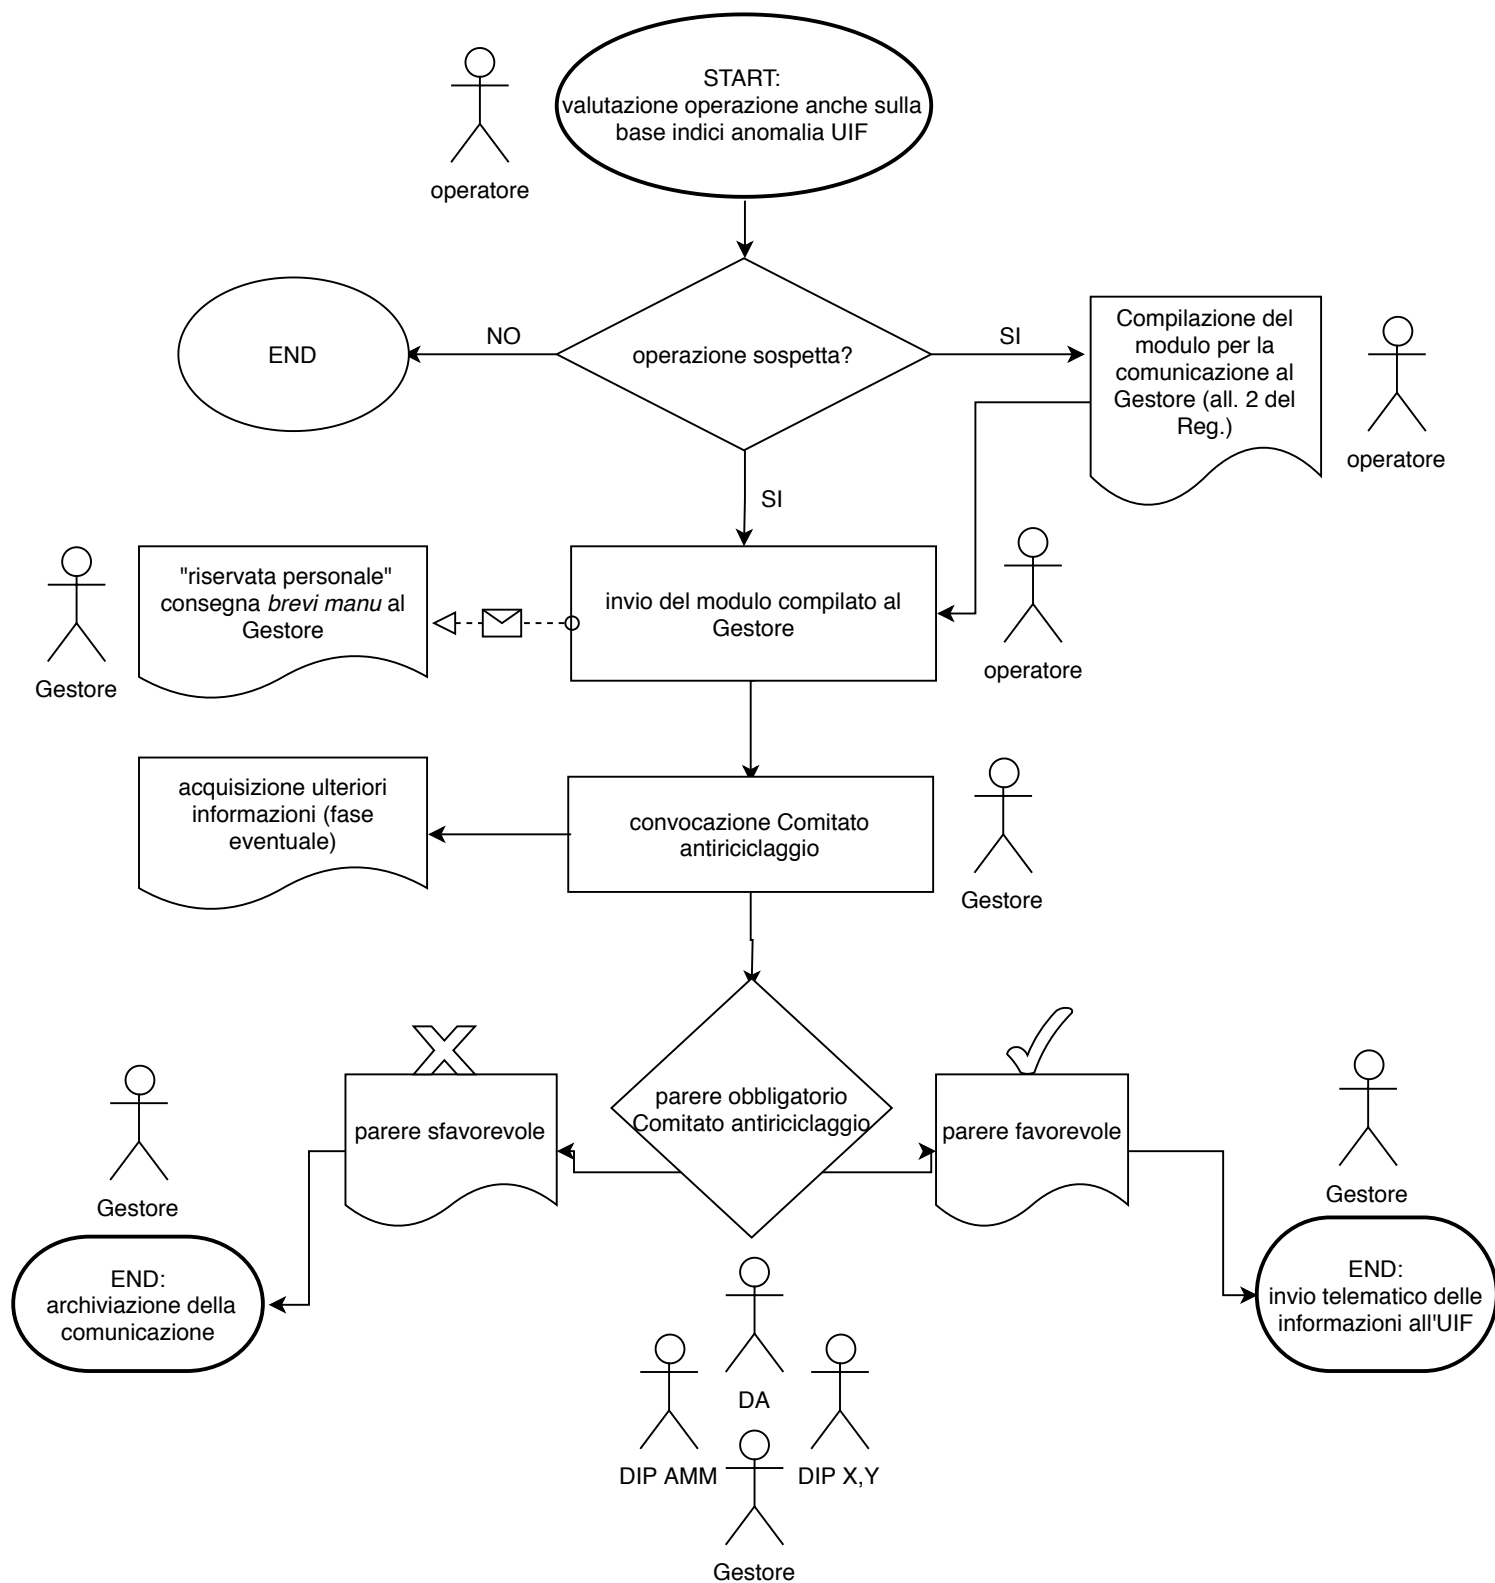 START:
valutazione operazione anche sulla
base indici anomalia UIF
operatore
END
NO
operazione sospetta?
SI
Compilazione del
modulo per la
comunicazione al
Gestore (all. 2 del
Reg.)
operatore
SI
"riservata personale"
consegna brevi manu al
Gestore
Gestore
invio del modulo compilato al
Gestore
operatore
acquisizione ulteriori
informazioni (fase
eventuale)
convocazione Comitato
antiriciclaggio
Gestore
parere sfavorevole
parere obbligatorio
Comitato antiriciclaggio
parere favorevole
Gestore
Gestore
END:
archiviazione della
comunicazione
END:
invio telematico delle
informazioni all'UIF
DA
DIP AMM
DIP X,Y
Gestore